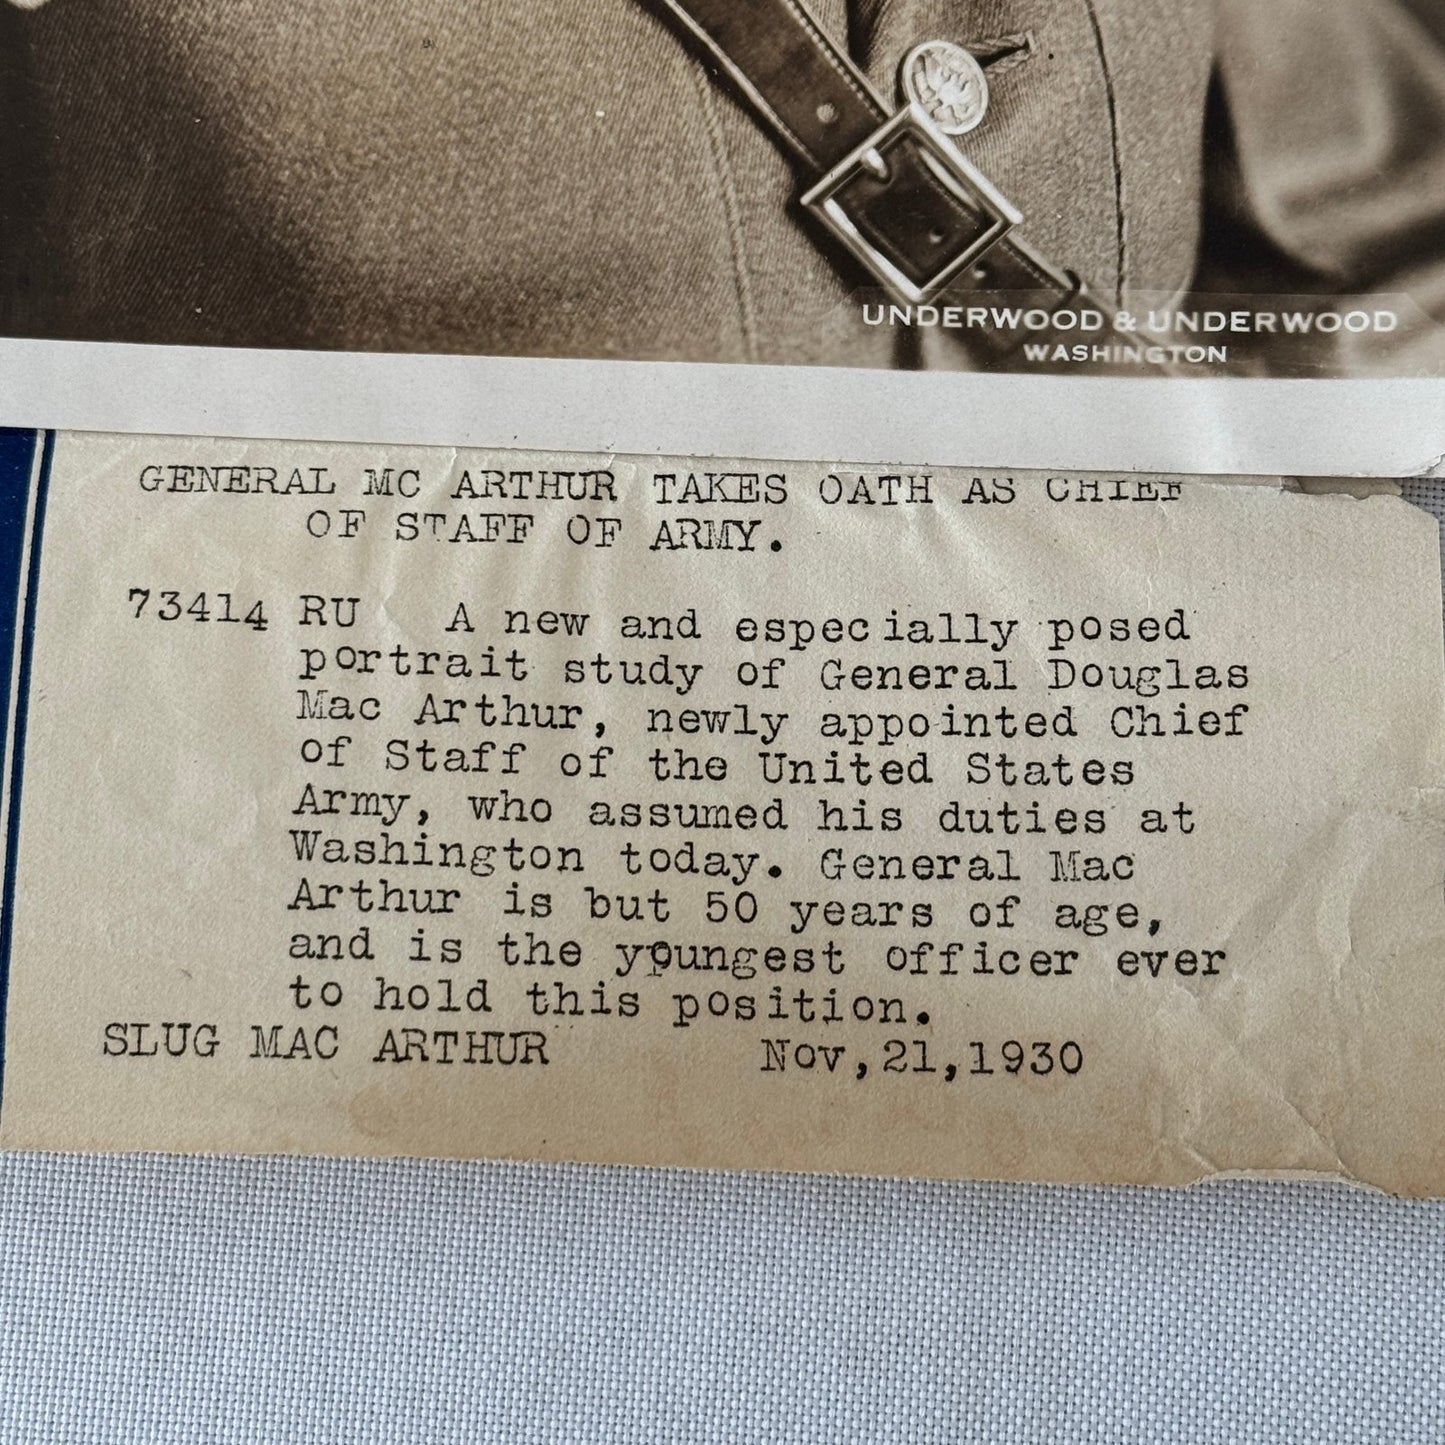 UNDERWOOD & UNDERWOOD
WASHINGTON
GENERAL MC ARTHUR TAKES OATH AS CHIEF
OF STAFF OF ARMY.
73414 RU A new and especially posed
portrait study of General Douglas
Mac Arthur, newly appointed Chief
of Staff of the United States
Army, who assumed his duties at
Washington today. General Mac
Arthur is but 50 years of age,
and is the youngest officer ever
to hold this position.
SLUG MAC ARTHUR Nov,21,1930